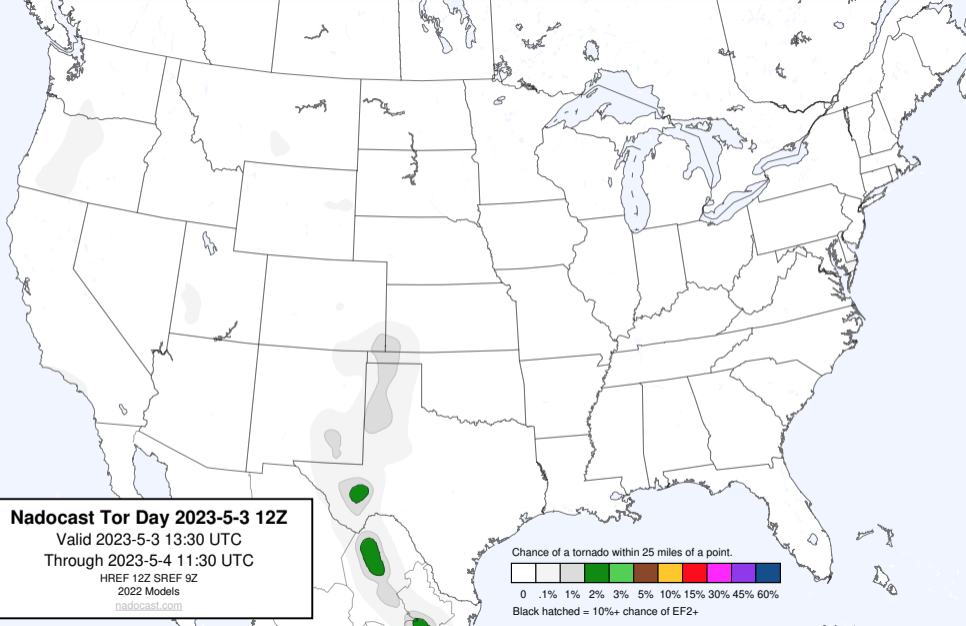 Nadocast Tor Day 2023-5-3 12Z
Valid 2023-5-3 13:30 UTC
Through 2023-5-4 11:30 UTC
HREF 12Z SREF 9Z
2022 Models
nadocast.com
Chance of a tornado within 25 miles of a point.
0 .1% 1% 2% 3% 5% 10% 15% 30% 45% 60%
Black hatched = 10%+ chance of EF2+